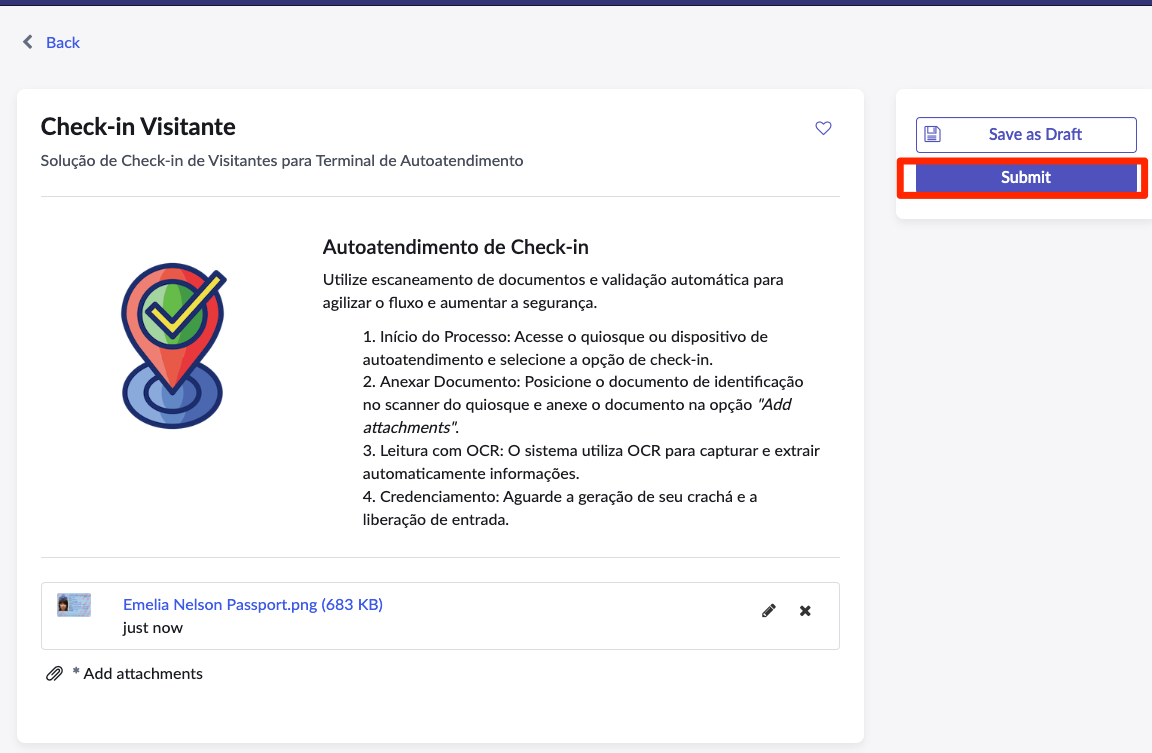 Back
Check-in Visitante
Solução de Check-in de Visitantes para Terminal de Autoatendimento
Save as Draft
Submit
Autoatendimento de Check-in
Utilize escaneamento de documentos e validação automática para
agilizar o fluxo e aumentar a segurança.
1. Início do Processo: Acesse o quiosque ou dispositivo de
autoatendimento e selecione a opção de check-in.
2. Anexar Documento: Posicione o documento de identificação
no scanner do quiosque e anexe o documento na opção "Add
attachments".
3. Leitura com OCR: O sistema utiliza OCR para capturar e extrair
automaticamente informações.
4. Credenciamento: Aguarde a geração de seu crachá e a
liberação de entrada.
Emelia Nelson Passport.png (683 KB)
just now
* Add attachments